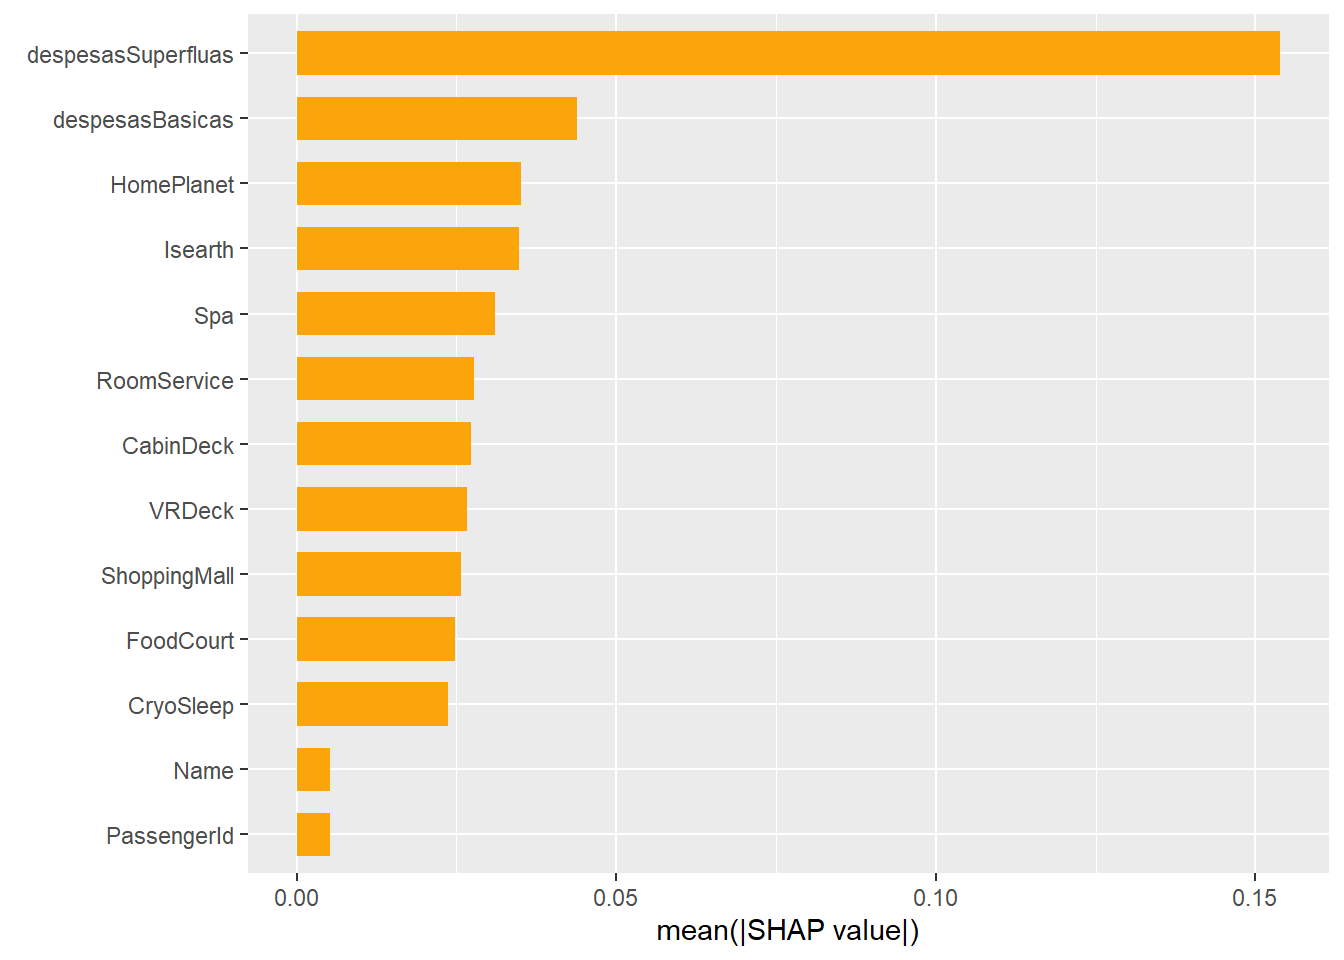 despesasSuperfluas
despesasBasicas
HomePlanet
Isearth
Spa
RoomService
CabinDeck
VRDeck
ShoppingMall
FoodCourt
CryoSleep
Name
PassengerId
0.00 0.05 0.10 0.15
mean(|SHAP value|)